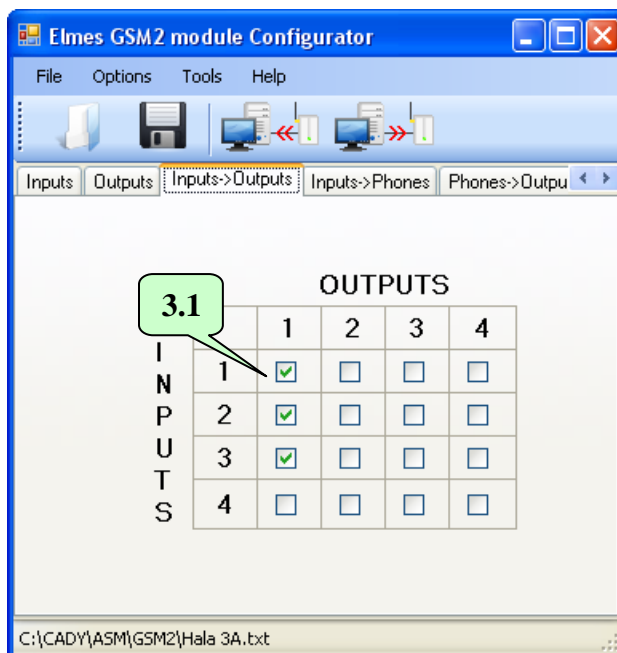 Elmes GSM2 module Configurator
File Options Tools Help
Inputs Outputs Inputs->Outputs Inputs->Phones Phones->Outpu
OUTPUTS
3.1
1 2 3 4
INPUTS
1
2
3
4
C:\CADY\ASM\GSM2\Hala 3A.txt